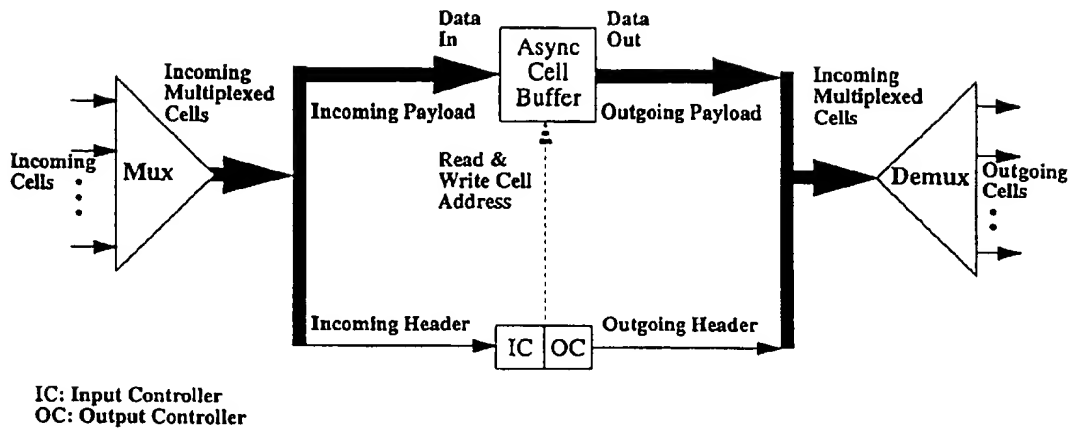 Data
In
Data
Out
Async
Cell
Buffer
Incoming
Multiplexed
Cells
Incoming Payload
Outgoing Payload
Incoming
Multiplexed
Cells
Incoming
Cells
Mux
Read &
Write Cell
Address
Demux
Outgoing
Cells
Incoming Header
IC
OC
Outgoing Header
IC: Input Controller
OC: Output Controller